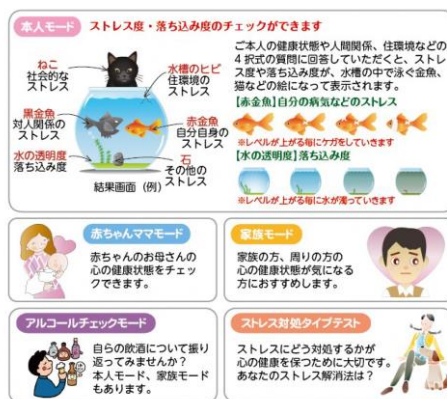 本人モード ストレス度・落ち込み度のチェックができます
ねこ
社会的な
ストレス
水槽のヒビ
住環境の
ストレス
黒金魚
対人関係の
ストレス
赤金魚
自分自身の
ストレス
水の透明度
落ち込み度
石
その他の
ストレス
結果画面（例）
ご本人の健康状態や人間関係、住環境などの
4択式の質問に回答していただくと、ストレ
ス度や落ち込み度が、水槽の中で泳ぐ金魚、
猫などの絵になって表示されます。
【赤金魚】自分の病気などのストレス
※レベルが上がる毎にケガをしていきます
【水の透明度】落ち込み度
※レベルが上がる毎に水が濁っていきます
赤ちゃんママモード
赤ちゃんのお母さんの
心の健康状態をチェッ
クできます。
家族モード
家族の方、周りの方の
心の健康状態が気になる
方におすすめします。
アルコールチェックモード
自らの飲酒について振り
返ってみませんか?
本人モード、家族モード
もあります。
ストレス対処タイプテスト
ストレスにどう対処するかが
心の健康を保つために大切です。
あなたのストレス解消法は?